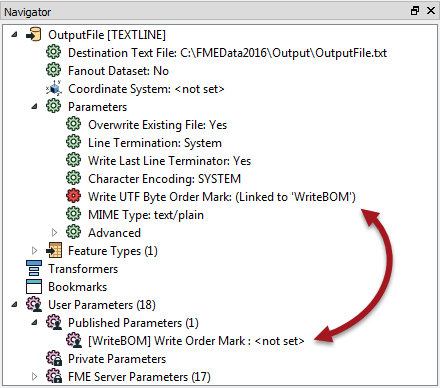 Navigator
OutputFile [TEXTLINE]
Destination Text File: C:\FMEData2016\Output\OutputFile.txt
Fanout Dataset: No
Coordinate System: <not set>
Parameters
Overwrite Existing File: Yes
Line Termination: System
Write Last Line Terminator: Yes
Character Encoding: SYSTEM
Write UTF Byte Order Mark: (Linked to 'WriteBOM')
MIME Type: text/plain
Advanced
Feature Types (1)
Transformers
Bookmarks
User Parameters (18)
Published Parameters (1)
[WriteBOM] Write Order Mark : <not set>
Private Parameters
FME Server Parameters (17)